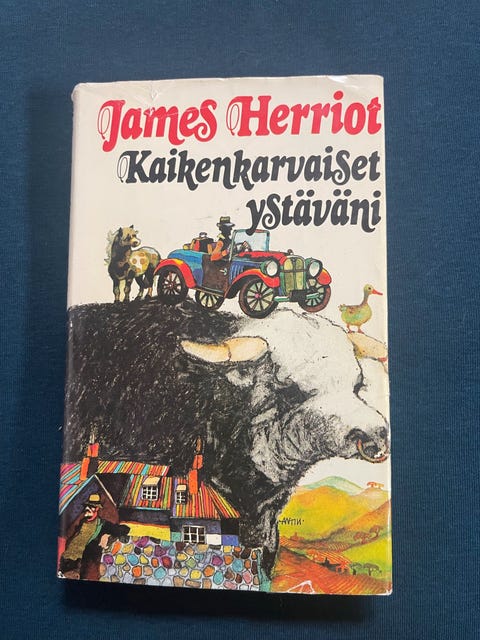 James Herriot
Kaikenkarvaiset
ystäväni